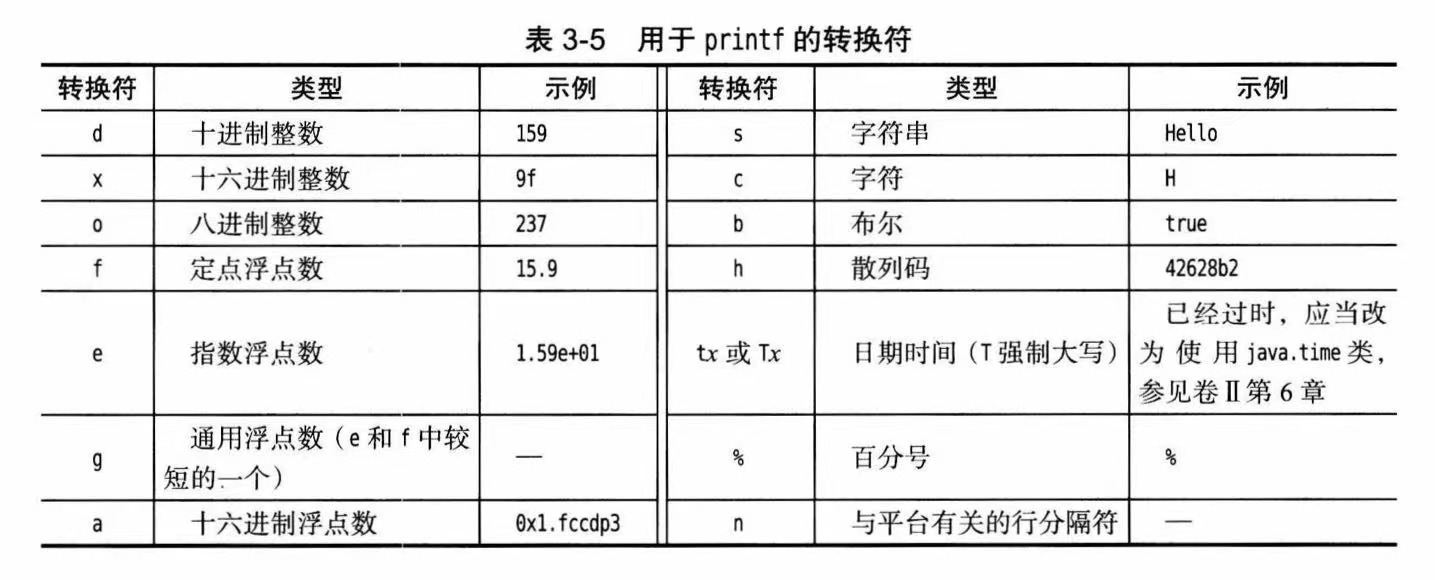 表 3-5 用于 printf 的转换符
转换符 类型 示例 转换符 类型 示例
d 十进制整数 159 s 字符串 Hello
x 十六进制整数 9f c 字符 H
o 八进制整数 237 b 布尔 true
f 定点浮点数 15.9 h 散列码 42628b2
e 指数浮点数 1.59e+01 tx 或 Tx 日期时间（T 强制大写） 已经过时，应当改
为使用 java.time 类，
参见卷Ⅱ第 6 章
g 通用浮点数（e 和 f 中较
短的一个） — % 百分号 %
a 十六进制浮点数 0x1.fccdp3 n 与平台有关的行分隔符 —